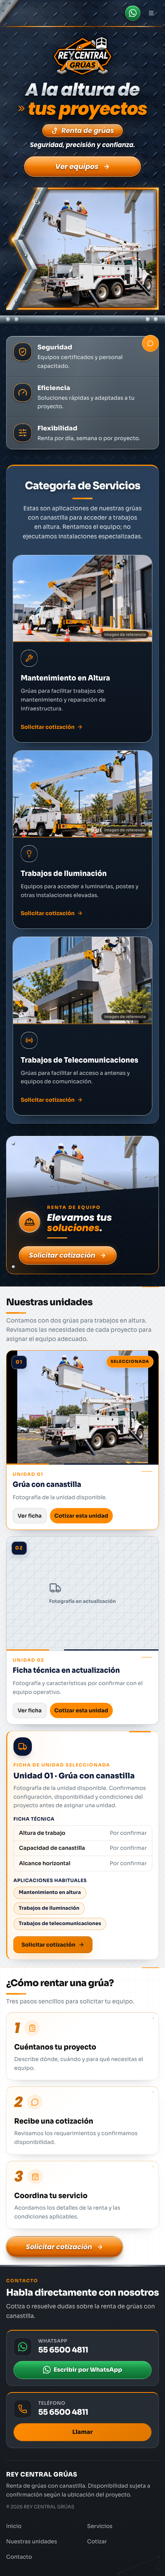 REY CENTRAL
GRÚAS
A la altura de
» tus proyectos
Renta de grúas
Seguridad, precisión y confianza.
Ver equipos →
Seguridad
Equipos certificados y personal
capacitado.
Eficiencia
Soluciones rápidas y adaptadas a tu
proyecto.
Flexibilidad
Renta por día, semana o por proyecto.
Categoría de Servicios
Estas son aplicaciones de nuestras grúas
con canastilla para acceder a trabajos
en altura. Rentamos el equipo; no
ejecutamos instalaciones especializadas.
Imagen de referencia
Mantenimiento en Altura
Grúas para facilitar trabajos de
mantenimiento y reparación de
infraestructura.
Solicitar cotización →
Imagen de referencia
Trabajos de Iluminación
Equipos para acceder a luminarias, postes y
otras instalaciones elevadas.
Solicitar cotización →
Imagen de referencia
Trabajos de Telecomunicaciones
Grúas para facilitar el acceso a antenas y
equipos de comunicación.
Solicitar cotización →
RENTA DE EQUIPO
Elevamos tus
soluciones.
Solicitar cotización →
Nuestras unidades
Contamos con dos grúas para trabajos en altura.
Revisamos las necesidades de cada proyecto para
asignar el equipo adecuado.
01
SELECCIONADA
UNIDAD 01
Grúa con canastilla
Fotografía de la unidad disponible.
Ver ficha
Cotizar esta unidad
02
Fotografía en actualización
UNIDAD 02
Ficha técnica en actualización
Fotografía y características por confirmar con el
equipo operativo.
Ver ficha
Cotizar esta unidad
FICHA DE UNIDAD SELECCIONADA
Unidad 01 · Grúa con canastilla
Fotografía de la unidad disponible. Confirmamos
configuración, disponibilidad y condiciones del
proyecto antes de asignar una unidad.
FICHA TÉCNICA
Altura de trabajo Por confirmar
Capacidad de canastilla Por confirmar
Alcance horizontal Por confirmar
APLICACIONES HABITUALES
Mantenimiento en altura
Trabajos de iluminación
Trabajos de telecomunicaciones
Solicitar cotización →
¿Cómo rentar una grúa?
Tres pasos sencillos para solicitar tu equipo.
1
Cuéntanos tu proyecto
Describe dónde, cuándo y para qué necesitas el
equipo.
2
Recibe una cotización
Revisamos los requerimientos y confirmamos
disponibilidad.
3
Coordina tu servicio
Acordamos los detalles de la renta y las
condiciones aplicables.
Solicitar cotización →
CONTACTO
Habla directamente con nosotros
Cotiza o resuelve dudas sobre la renta de grúas con
canastilla.
WHATSAPP
55 6500 4811
Escribir por WhatsApp
TELÉFONO
55 6500 4811
Llamar
REY CENTRAL GRÚAS
Renta de grúas con canastilla. Disponibilidad sujeta a
confirmación según la ubicación del proyecto.
© 2025 REY CENTRAL GRÚAS
Inicio
Servicios
Nuestras unidades
Cotizar
Contacto